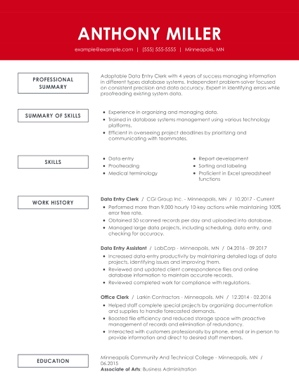 ANTHONY MILLER
example@example.com | (555) 555-5555 | Minneapolis, MN
PROFESSIONAL
SUMMARY
Adaptable Data Entry Clerk with 4 years of success managing information
in different types database systems. Independent problem-solver focused
on consistent precision and data accuracy. Expert in identifying errors while
proofreading existing system data.
SUMMARY OF SKILLS
• Experience in organizing and managing data.
• Trained in database systems management using various technology
platforms.
• Efficient in overseeing project deadlines by prioritizing and
communicating with teammates.
SKILLS
• Data entry
• Proofreading
• Medical terminology
• Report development
• Sorting and labeling
• Proficient in Excel spreadsheet
functions
WORK HISTORY
Data Entry Clerk / CGI Group Inc - Minneapolis, MN / 10.2017 - Current
• Performed more than 9,000 hourly 10 key actions while maintaining 100%
error free rate.
• Obtained 50 scanned records per day and uploaded into database.
• Managed large data projects, including scheduling, data entry, and
checking for accuracy.
Data Entry Assistant / LabCorp - Minneapolis, MN / 04.2016 - 09.2017
• Increased data entry productivity by maintaining detailed logs of data
projects, identifying issues and improving them.
• Reviewed and updated client correspondence files and online
database information to maintain accurate records.
• Reviewed completed work for compliance with regulations.
Office Clerk / Larkin Contractors - Minneapolis, MN / 12.2014 - 02.2016
• Helped staff complete special projects by organizing documentation and
supplies to handle forecasted demands.
• Boosted file efficiency and reduced storage space with proactive
management of records and elimination of redundancy.
• Interacted with customers professionally by phone, email or in person to
provide information and direct to desired staff members.
EDUCATION
Minneapolis Community And Technical College - Minneapolis, MN /
06.2015
Associate of Arts: Business Administration